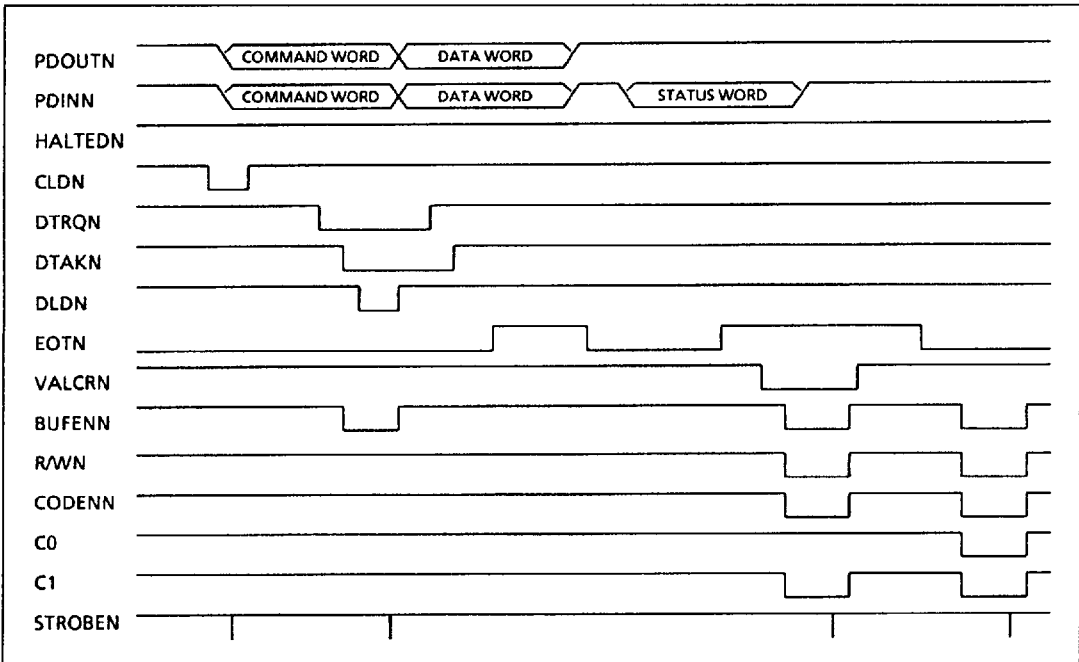 PDOUTN COMMAND WORD DATA WORD
PDINN COMMAND WORD DATA WORD STATUS WORD
HALTEDN
CLDN
DTRQN
DTAKN
DLDN
EOTN
VALCRN
BUFENN
R/WN
CODENN
C0
C1
STROBEN